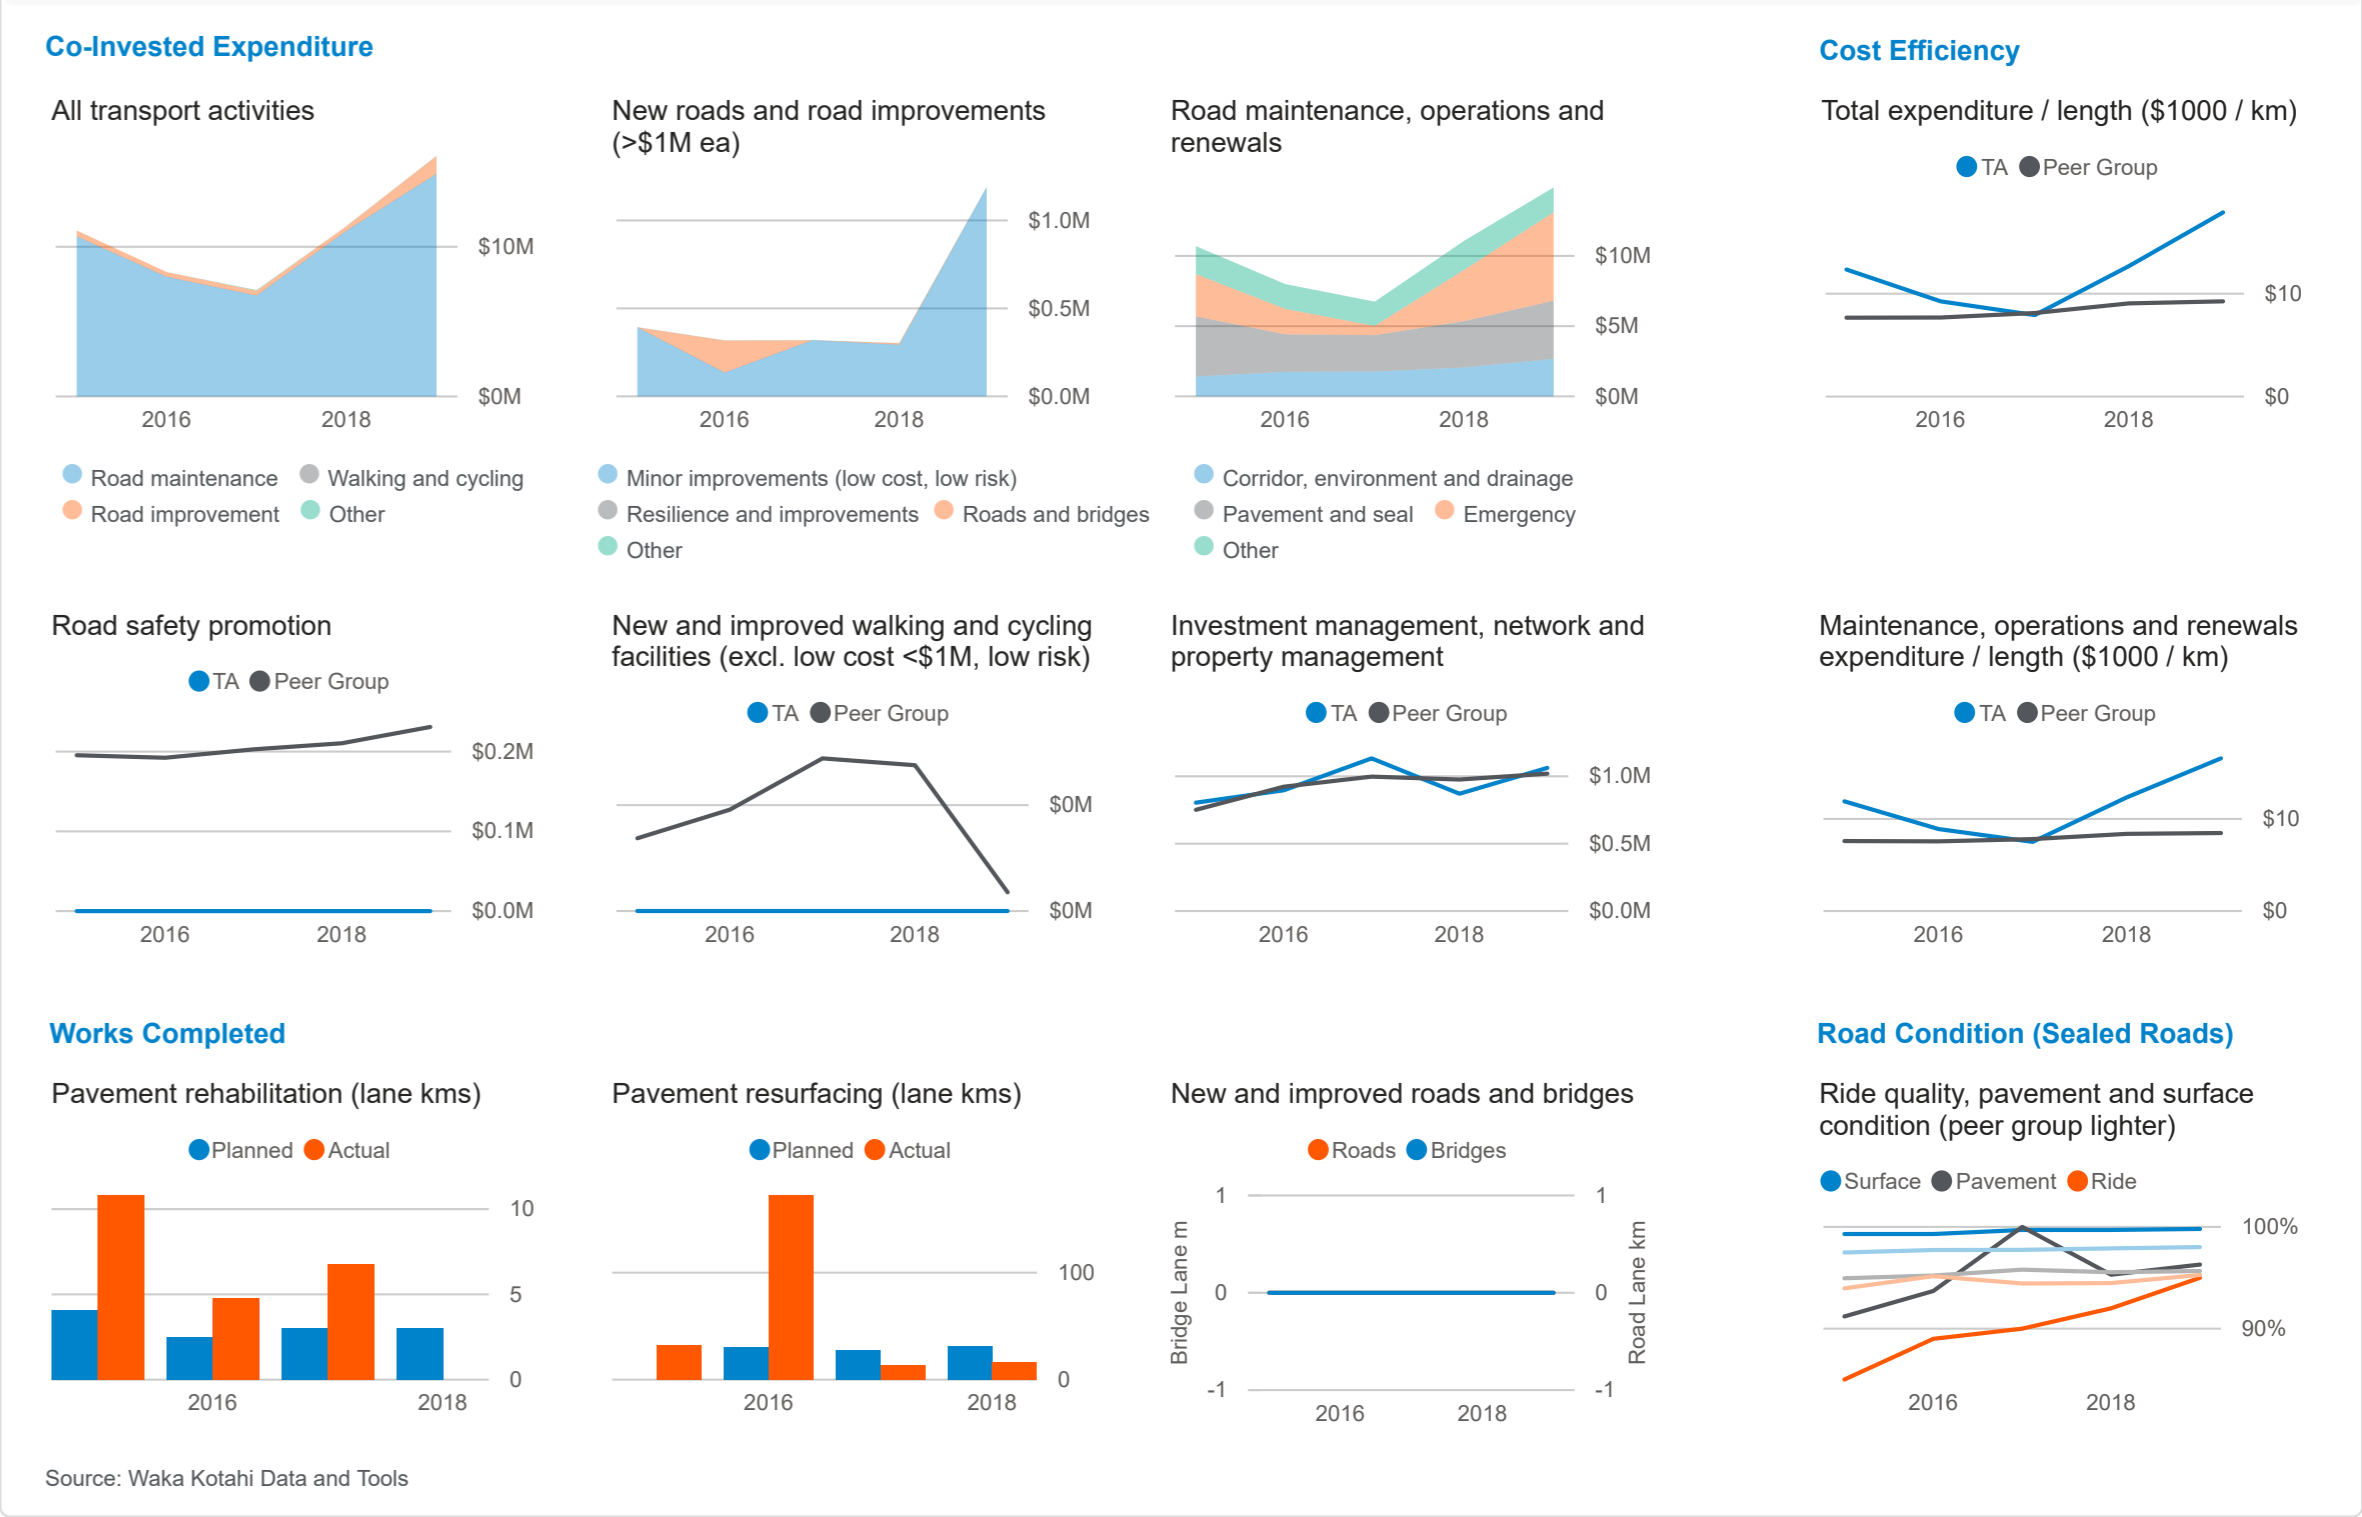 Co-Invested Expenditure
Cost Efficiency
All transport activities
$10M
$0M
2016 2018
Road maintenance Walking and cycling
Road improvement Other
New roads and road improvements
(>$1M ea)
$1.0M
$0.5M
$0.0M
2016 2018
Minor improvements (low cost, low risk)
Resilience and improvements Roads and bridges
Other
Road maintenance, operations and
renewals
$10M
$5M
$0M
2016 2018
Corridor, environment and drainage
Pavement and seal Emergency
Other
Total expenditure / length ($1000 / km)
TA Peer Group
$10
$0
2016 2018
Road safety promotion
TA Peer Group
$0.2M
$0.1M
$0.0M
2016 2018
New and improved walking and cycling
facilities (excl. low cost <$1M, low risk)
TA Peer Group
$0M
$0M
2016 2018
Investment management, network and
property management
TA Peer Group
$1.0M
$0.5M
$0.0M
2016 2018
Maintenance, operations and renewals
expenditure / length ($1000 / km)
TA Peer Group
$10
$0
2016 2018
Works Completed
Road Condition (Sealed Roads)
Pavement rehabilitation (lane kms)
Planned Actual
10
5
0
2016 2018
Pavement resurfacing (lane kms)
Planned Actual
100
0
2016 2018
New and improved roads and bridges
Roads Bridges
Bridge Lane m
1 1
0 0
-1 -1
Road Lane km
2016 2018
Ride quality, pavement and surface
condition (peer group lighter)
Surface Pavement Ride
100%
90%
2016 2018
Source: Waka Kotahi Data and Tools